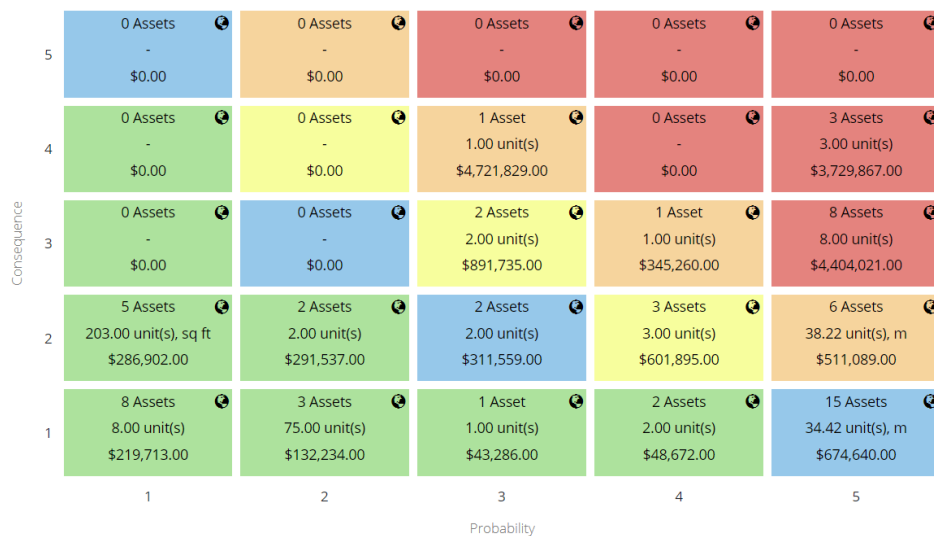 0 Assets 0 Assets 0 Assets 0 Assets 0 Assets
5 - - - - -
$0.00 $0.00 $0.00 $0.00 $0.00
0 Assets 0 Assets 1 Asset 0 Assets 3 Assets
4 - - 1.00 unit(s) - 3.00 unit(s)
$0.00 $0.00 $4,721,829.00 $0.00 $3,729,867.00
Consequence
0 Assets 0 Assets 2 Assets 1 Asset 8 Assets
3 - - 2.00 unit(s) 1.00 unit(s) 8.00 unit(s)
$0.00 $0.00 $891,735.00 $345,260.00 $4,404,021.00
5 Assets 2 Assets 2 Assets 3 Assets 6 Assets
2 203.00 unit(s), sq ft 2.00 unit(s) 2.00 unit(s) 3.00 unit(s) 38.22 unit(s), m
$286,902.00 $291,537.00 $311,559.00 $601,895.00 $511,089.00
8 Assets 3 Assets 1 Asset 2 Assets 15 Assets
1 8.00 unit(s) 75.00 unit(s) 1.00 unit(s) 2.00 unit(s) 34.42 unit(s), m
$219,713.00 $132,234.00 $43,286.00 $48,672.00 $674,640.00
1 2 3 4 5
Probability